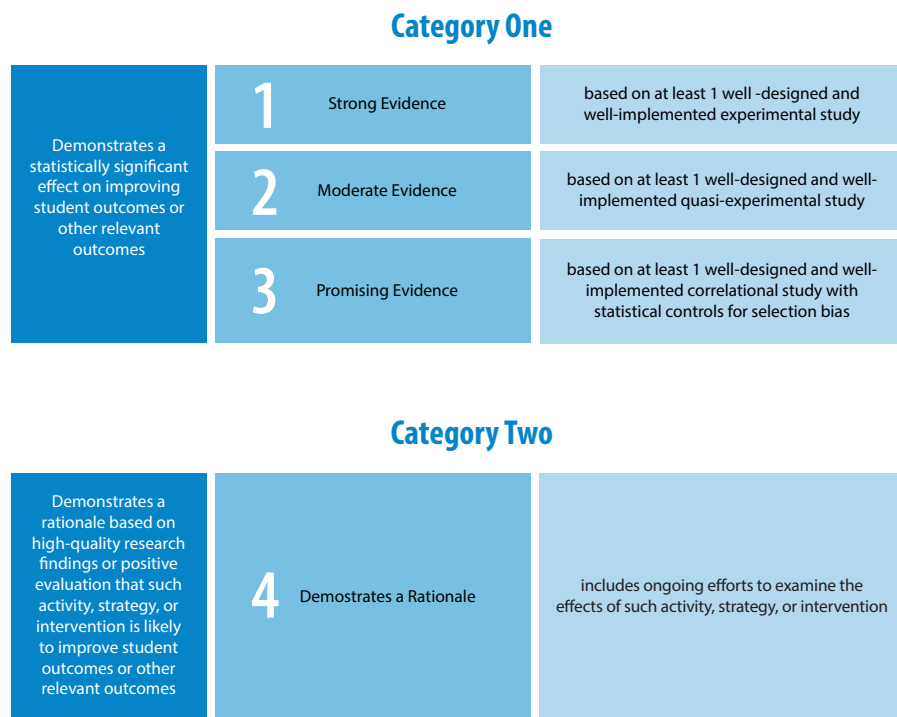 Category One
Demonstrates a
statistically significant
effect on improving
student outcomes or
other relevant
outcomes
1
Strong Evidence
based on at least 1 well -designed and
well-implemented experimental study
2
Moderate Evidence
based on at least 1 well-designed and well-
implemented quasi-experimental study
3
Promising Evidence
based on at least 1 well-designed and well-
implemented correlational study with
statistical controls for selection bias
Category Two
Demonstrates a
rationale based on
high-quality research
findings or positive
evaluation that such
activity, strategy, or
intervention is likely
to improve student
outcomes or other
relevant outcomes
4
Demostrates a Rationale
includes ongoing efforts to examine the
effects of such activity, strategy, or intervention